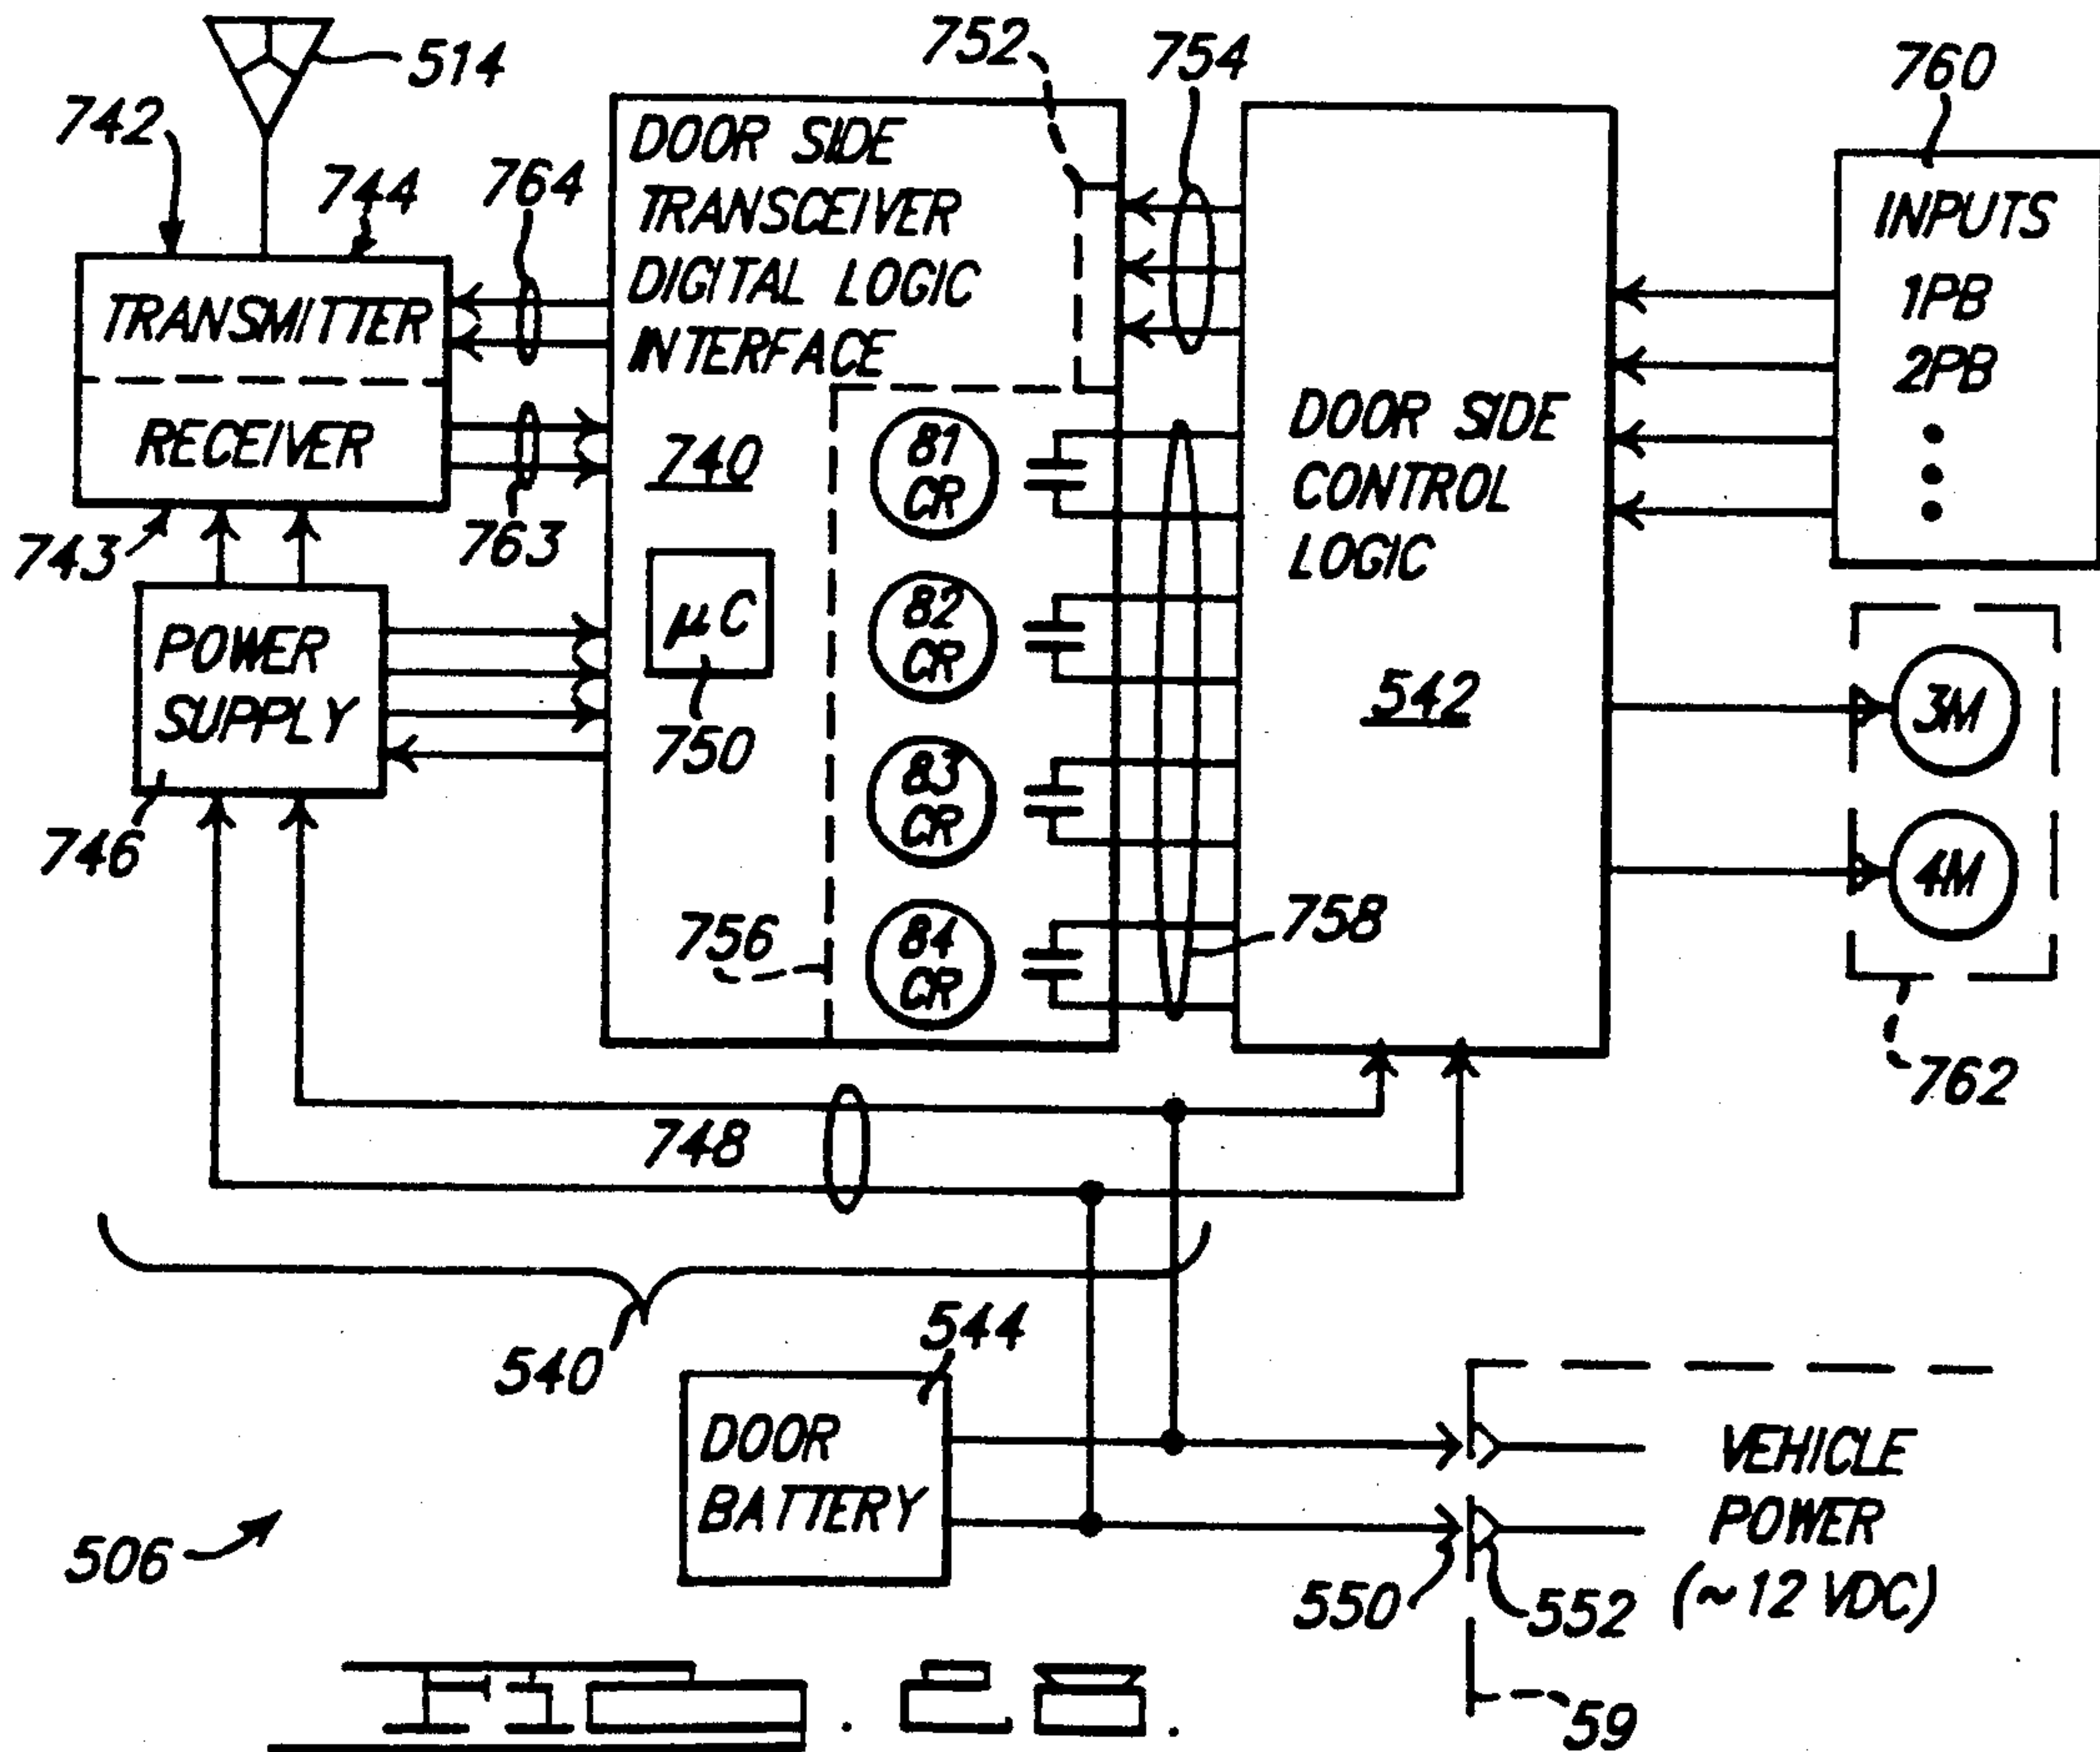 514
742
744
764
752
754
760
TRANSMITTER
RECEIVER
743
763
POWER
SUPPLY
746
DOOR SIDE
TRANSCEIVER
DIGITAL LOGIC
INTERFACE
740
μC
750
756
81
CR
82
CR
83
CR
84
CR
758
DOOR SIDE
CONTROL
LOGIC
542
INPUTS
1PB
2PB
3M
4M
762
748
540
544
DOOR
BATTERY
506
550
552
VEHICLE
POWER
(~12 VDC)
59
FIG. 28.